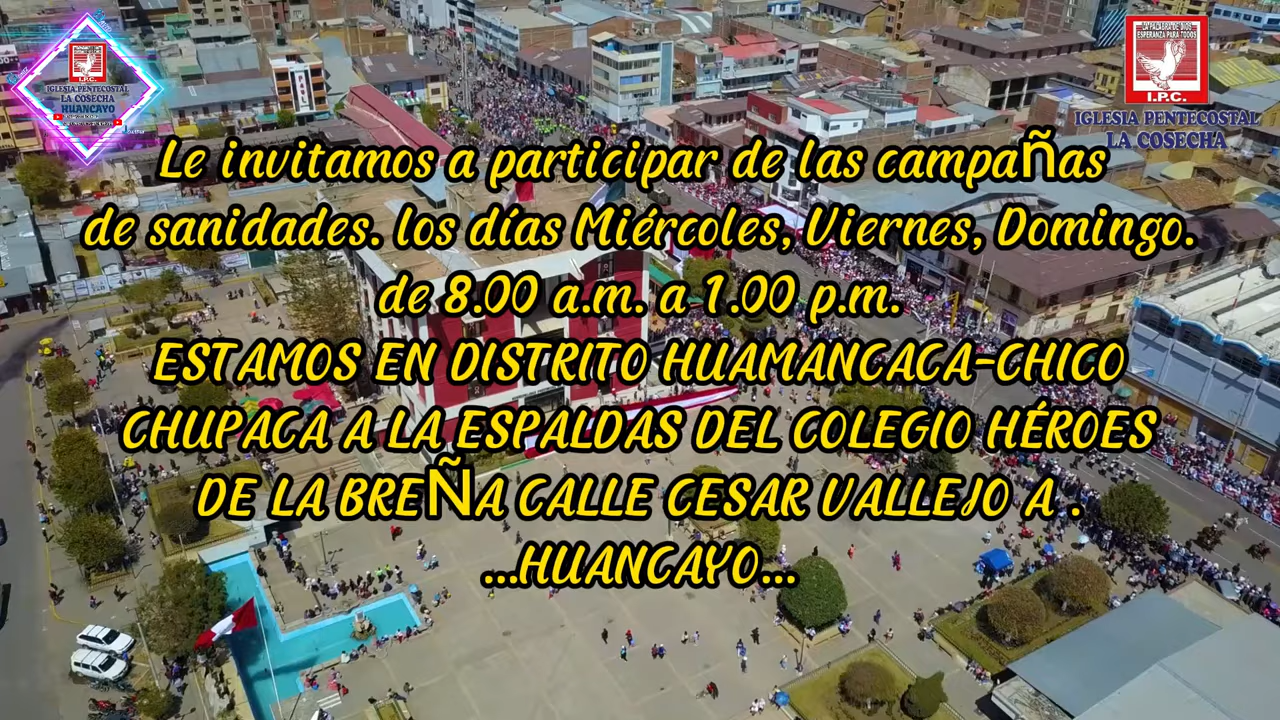 I.P.C.
IGLESIA PENTECOSTAL
LA COSECHA
HUANCAYO
ESPERANZA PARA TODOS
I.P.C.
IGLESIA PENTECOSTAL
LA COSECHA
Le invitamos a participar de las campañas
de sanidades. los días Miércoles, Viernes, Domingo.
de 8.00 a.m. a 1.00 p.m.
ESTAMOS EN DISTRITO HUAMANCACA-CHICO
CHUPACA A LA ESPALDAS DEL COLEGIO HÉROES
DE LA BREÑA CALLE CESAR VALLEJO A .
...HUANCAYO...